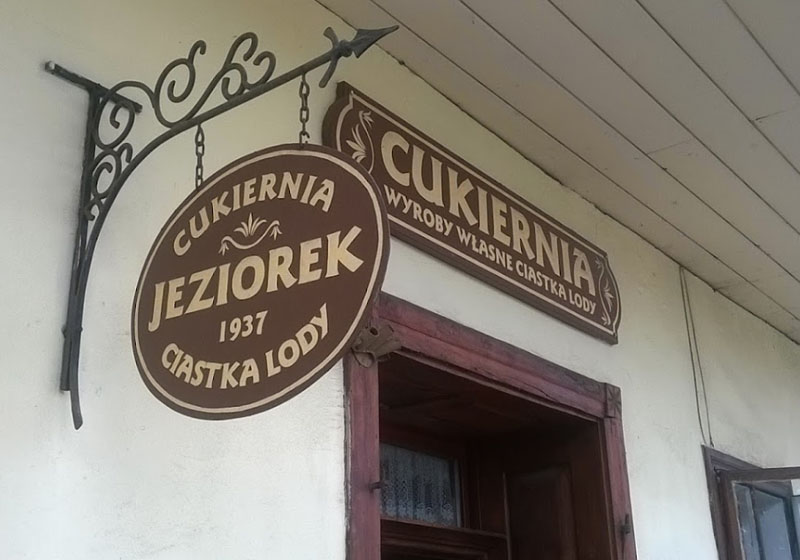 CUKIERNIA
JEZIOREK
1937
CIASTKA LODY
CUKIERNIA
WYROBY WŁASNE CIASTKA LODY